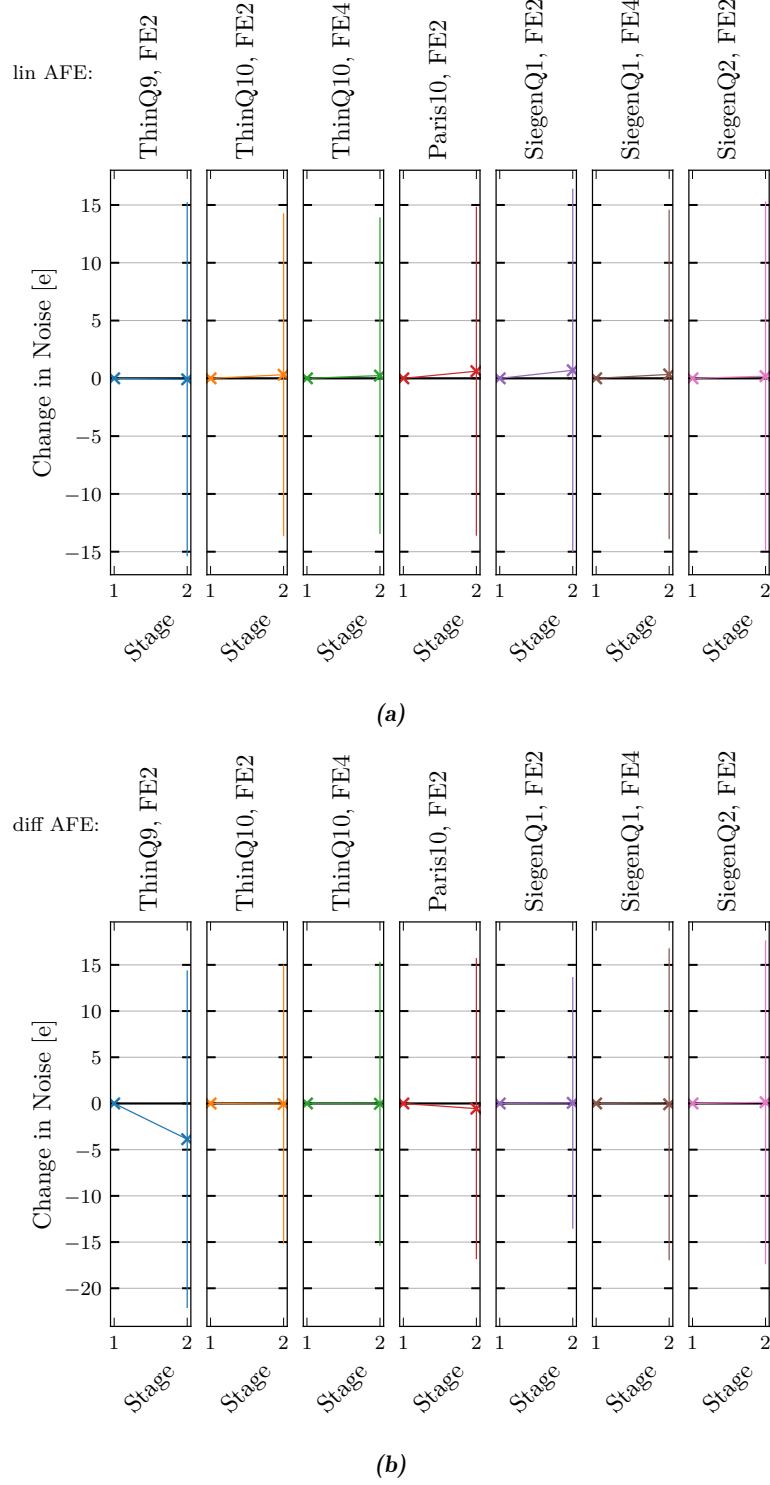 lin AFE:
ThinQ9, FE2
ThinQ10, FE2
ThinQ10, FE4
Paris10, FE2
SiegenQ1, FE2
SiegenQ1, FE4
SiegenQ2, FE2
Change in Noise [e]
15
10
5
0
−5
−10
−15
1 2 1 2 1 2 1 2 1 2 1 2 1 2
Stage Stage Stage Stage Stage Stage Stage
(a)
diff AFE:
ThinQ9, FE2
ThinQ10, FE2
ThinQ10, FE4
Paris10, FE2
SiegenQ1, FE2
SiegenQ1, FE4
SiegenQ2, FE2
Change in Noise [e]
15
10
5
0
−5
−10
−15
−20
1 2 1 2 1 2 1 2 1 2 1 2 1 2
Stage Stage Stage Stage Stage Stage Stage
(b)